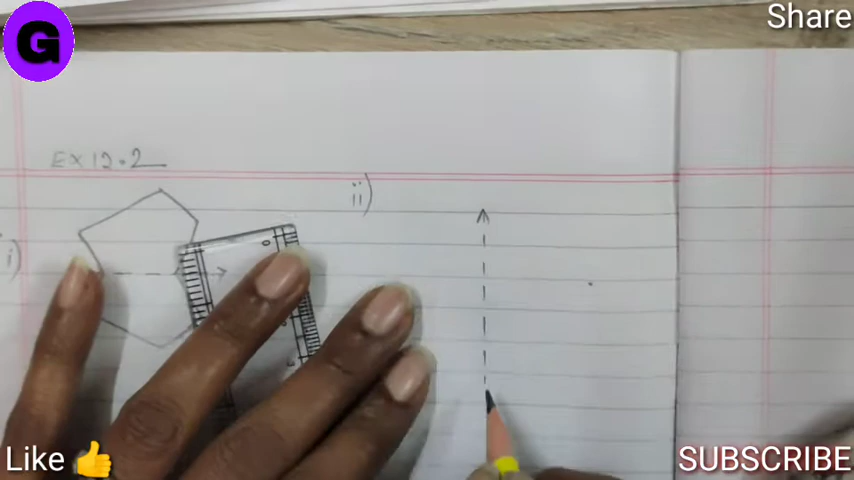 G
Share
EX 12.2
i)
ii)
Like 👍
SUBSCRIBE